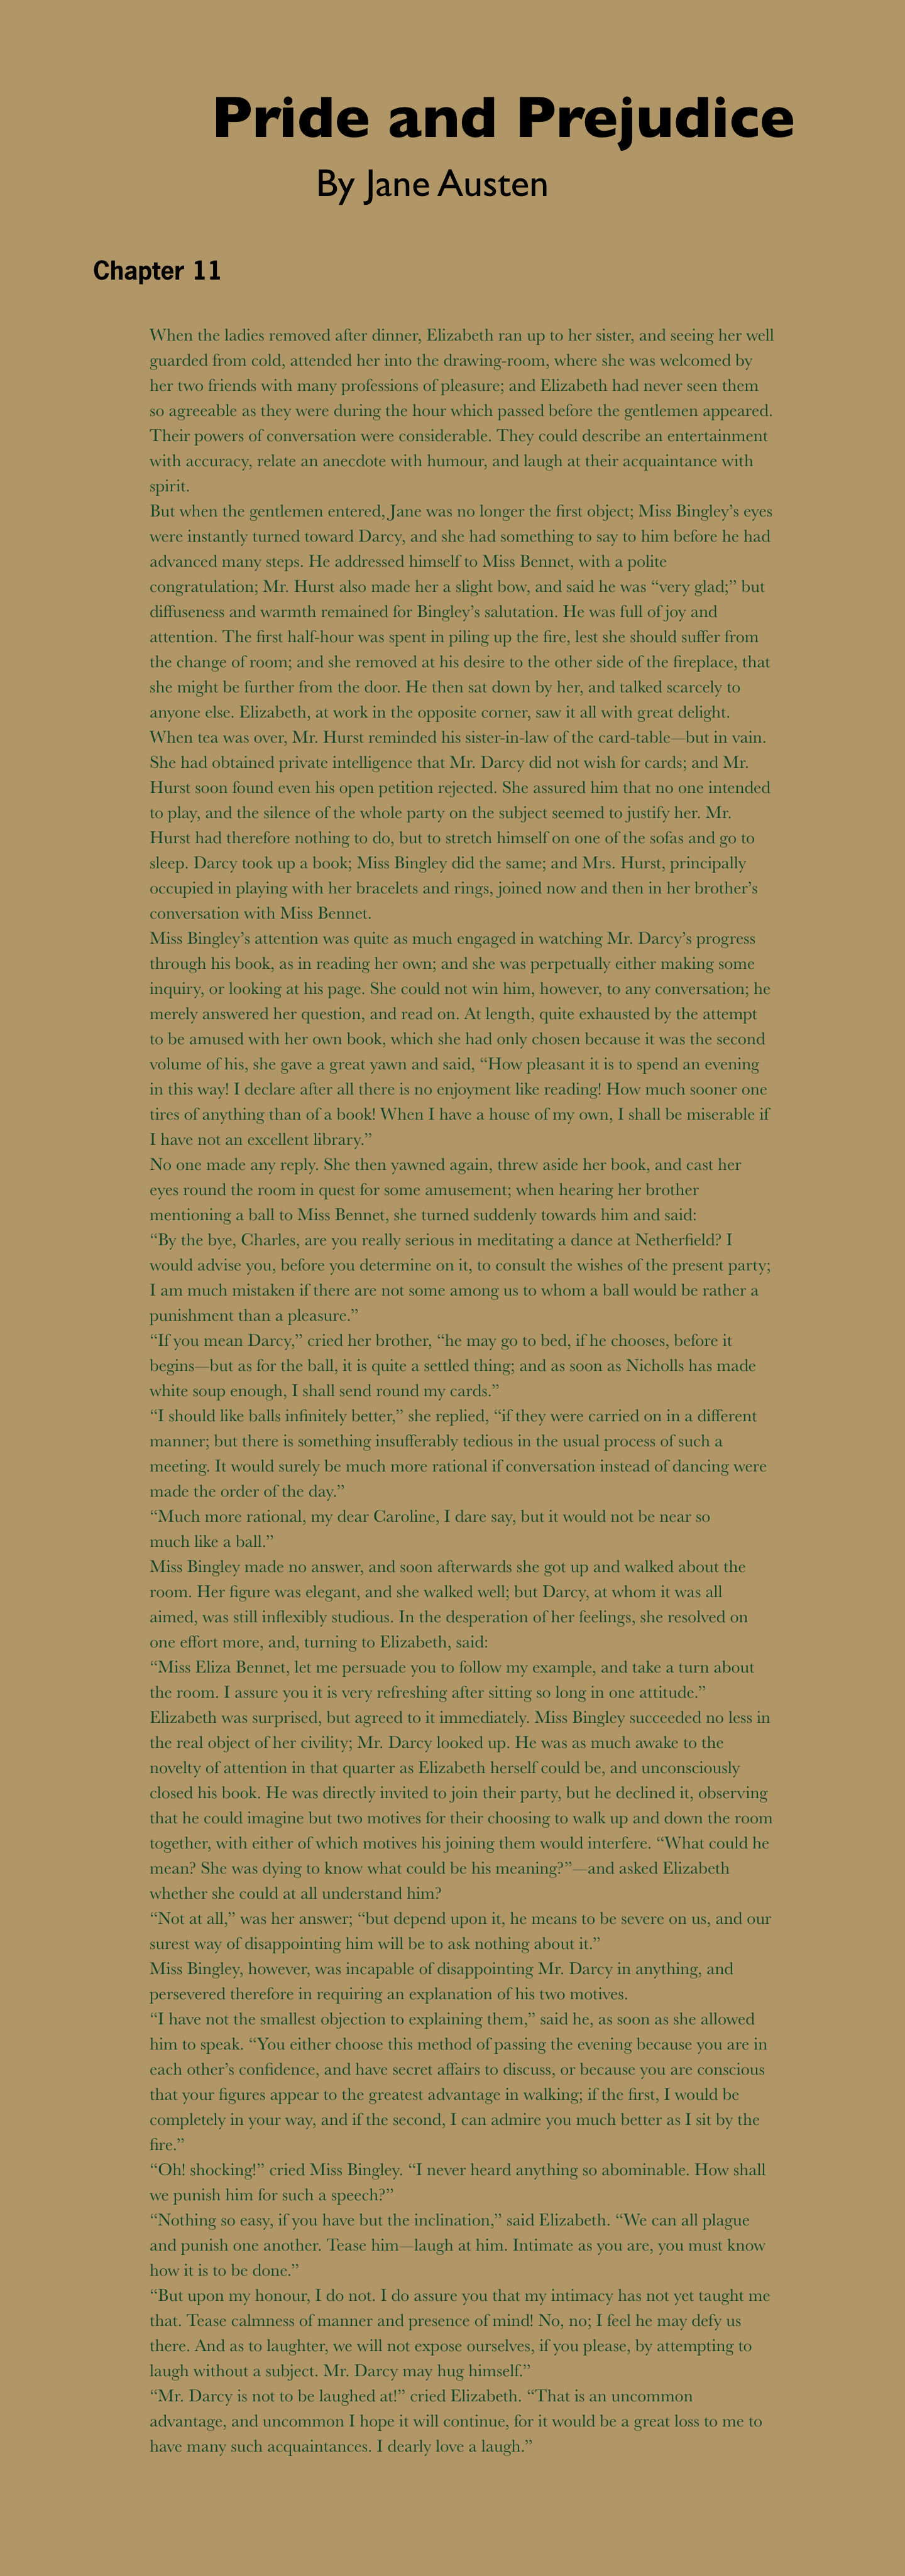 Pride and Prejudice
By Jane Austen
Chapter 11
When the ladies removed after dinner, Elizabeth ran up to her sister, and seeing her well
guarded from cold, attended her into the drawing-room, where she was welcomed by
her two friends with many professions of pleasure; and Elizabeth had never seen them
so agreeable as they were during the hour which passed before the gentlemen appeared.
Their powers of conversation were considerable. They could describe an entertainment
with accuracy, relate an anecdote with humour, and laugh at their acquaintance with
spirit.
But when the gentlemen entered, Jane was no longer the first object; Miss Bingley’s eyes
were instantly turned toward Darcy, and she had something to say to him before he had
advanced many steps. He addressed himself to Miss Bennet, with a polite
congratulation; Mr. Hurst also made her a slight bow, and said he was “very glad;” but
diffuseness and warmth remained for Bingley’s salutation. He was full of joy and
attention. The first half-hour was spent in piling up the fire, lest she should suffer from
the change of room; and she removed at his desire to the other side of the fireplace, that
she might be further from the door. He then sat down by her, and talked scarcely to
anyone else. Elizabeth, at work in the opposite corner, saw it all with great delight.
When tea was over, Mr. Hurst reminded his sister-in-law of the card-table—but in vain.
She had obtained private intelligence that Mr. Darcy did not wish for cards; and Mr.
Hurst soon found even his open petition rejected. She assured him that no one intended
to play, and the silence of the whole party on the subject seemed to justify her. Mr.
Hurst had therefore nothing to do, but to stretch himself on one of the sofas and go to
sleep. Darcy took up a book; Miss Bingley did the same; and Mrs. Hurst, principally
occupied in playing with her bracelets and rings, joined now and then in her brother’s
conversation with Miss Bennet.
Miss Bingley’s attention was quite as much engaged in watching Mr. Darcy’s progress
through his book, as in reading her own; and she was perpetually either making some
inquiry, or looking at his page. She could not win him, however, to any conversation; he
merely answered her question, and read on. At length, quite exhausted by the attempt
to be amused with her own book, which she had only chosen because it was the second
volume of his, she gave a great yawn and said, “How pleasant it is to spend an evening
in this way! I declare after all there is no enjoyment like reading! How much sooner one
tires of anything than of a book! When I have a house of my own, I shall be miserable if
I have not an excellent library.”
No one made any reply. She then yawned again, threw aside her book, and cast her
eyes round the room in quest for some amusement; when hearing her brother
mentioning a ball to Miss Bennet, she turned suddenly towards him and said:
“By the bye, Charles, are you really serious in meditating a dance at Netherfield? I
would advise you, before you determine on it, to consult the wishes of the present party;
I am much mistaken if there are not some among us to whom a ball would be rather a
punishment than a pleasure.”
“If you mean Darcy,” cried her brother, “he may go to bed, if he chooses, before it
begins—but as for the ball, it is quite a settled thing; and as soon as Nicholls has made
white soup enough, I shall send round my cards.”
“I should like balls infinitely better,” she replied, “if they were carried on in a different
manner; but there is something insufferably tedious in the usual process of such a
meeting. It would surely be much more rational if conversation instead of dancing were
made the order of the day.”
“Much more rational, my dear Caroline, I dare say, but it would not be near so
much like a ball.”
Miss Bingley made no answer, and soon afterwards she got up and walked about the
room. Her figure was elegant, and she walked well; but Darcy, at whom it was all
aimed, was still inflexibly studious. In the desperation of her feelings, she resolved on
one effort more, and, turning to Elizabeth, said:
“Miss Eliza Bennet, let me persuade you to follow my example, and take a turn about
the room. I assure you it is very refreshing after sitting so long in one attitude.”
Elizabeth was surprised, but agreed to it immediately. Miss Bingley succeeded no less in
the real object of her civility; Mr. Darcy looked up. He was as much awake to the
novelty of attention in that quarter as Elizabeth herself could be, and unconsciously
closed his book. He was directly invited to join their party, but he declined it, observing
that he could imagine but two motives for their choosing to walk up and down the room
together, with either of which motives his joining them would interfere. “What could he
mean? She was dying to know what could be his meaning?”—and asked Elizabeth
whether she could at all understand him?
“Not at all,” was her answer; “but depend upon it, he means to be severe on us, and our
surest way of disappointing him will be to ask nothing about it.”
Miss Bingley, however, was incapable of disappointing Mr. Darcy in anything, and
persevered therefore in requiring an explanation of his two motives.
“I have not the smallest objection to explaining them,” said he, as soon as she allowed
him to speak. “You either choose this method of passing the evening because you are in
each other’s confidence, and have secret affairs to discuss, or because you are conscious
that your figures appear to the greatest advantage in walking; if the first, I would be
completely in your way, and if the second, I can admire you much better as I sit by the
fire.”
“Oh! shocking!” cried Miss Bingley. “I never heard anything so abominable. How shall
we punish him for such a speech?”
“Nothing so easy, if you have but the inclination,” said Elizabeth. “We can all plague
and punish one another. Tease him—laugh at him. Intimate as you are, you must know
how it is to be done.”
“But upon my honour, I do not. I do assure you that my intimacy has not yet taught me
that. Tease calmness of manner and presence of mind! No, no; I feel he may defy us
there. And as to laughter, we will not expose ourselves, if you please, by attempting to
laugh without a subject. Mr. Darcy may hug himself.”
“Mr. Darcy is not to be laughed at!” cried Elizabeth. “That is an uncommon
advantage, and uncommon I hope it will continue, for it would be a great loss to me to
have many such acquaintances. I dearly love a laugh.”